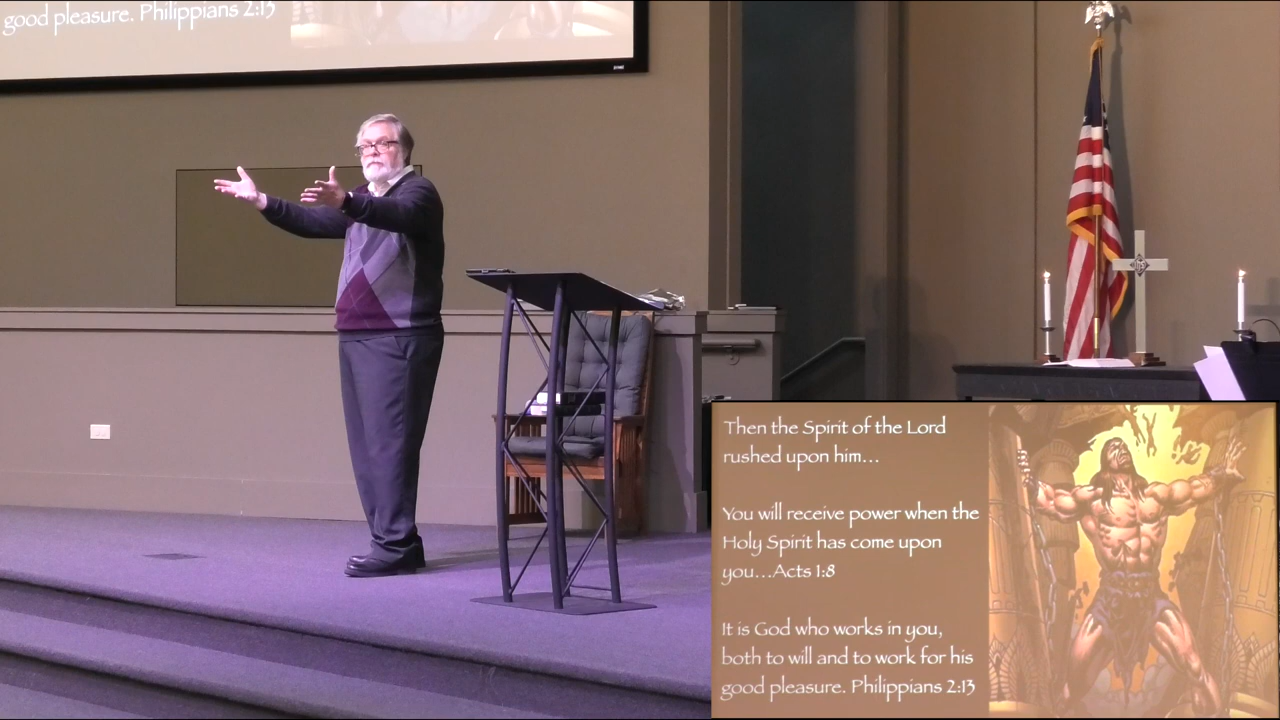 good pleasure. Philippians 2:13
Then the Spirit of the Lord
rushed upon him...
You will receive power when the
Holy Spirit has come upon
you...Acts 1:8
It is God who works in you,
both to will and to work for his
good pleasure. Philippians 2:13